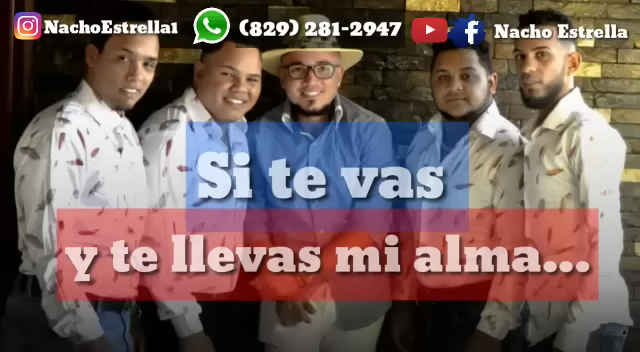 NachoEstrella1 (829) 281-2947 Nacho Estrella
Si te vas
y te llevas mi alma...